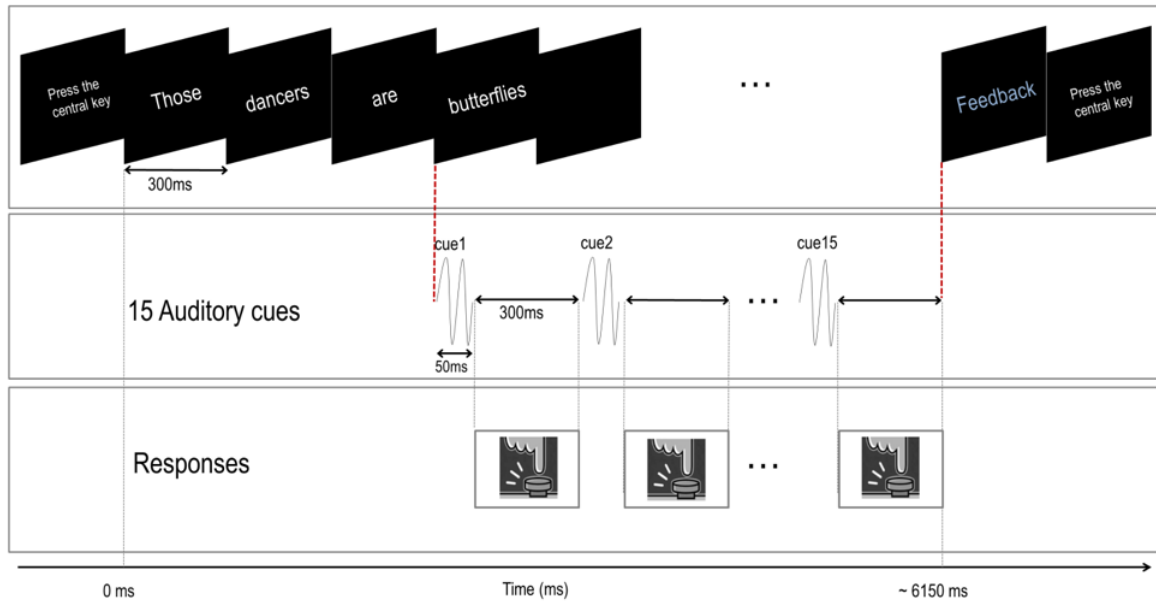 Press the
central key
Those
dancers
are
butterflies
...
Feedback
Press the
central key
300ms
15 Auditory cues
cue1
cue2
cue15
300ms
...
50ms
Responses
...
0 ms
Time (ms)
~ 6150 ms